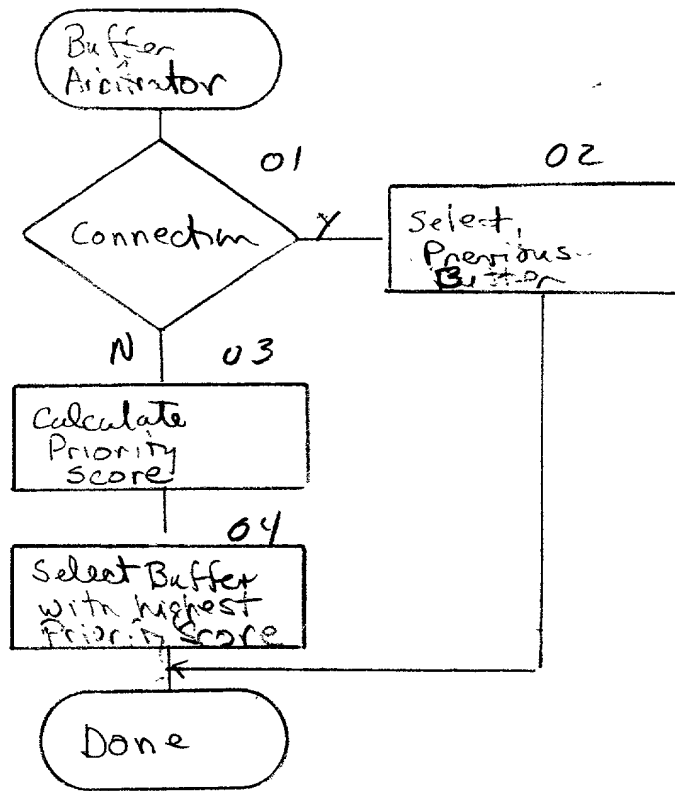 Buffer
Arbitrator
01
Connection
Y
02
Select
Previous
Button
N
03
Calculate
Priority
Score
04
Select Buffer
with highest
Priority Score
Done